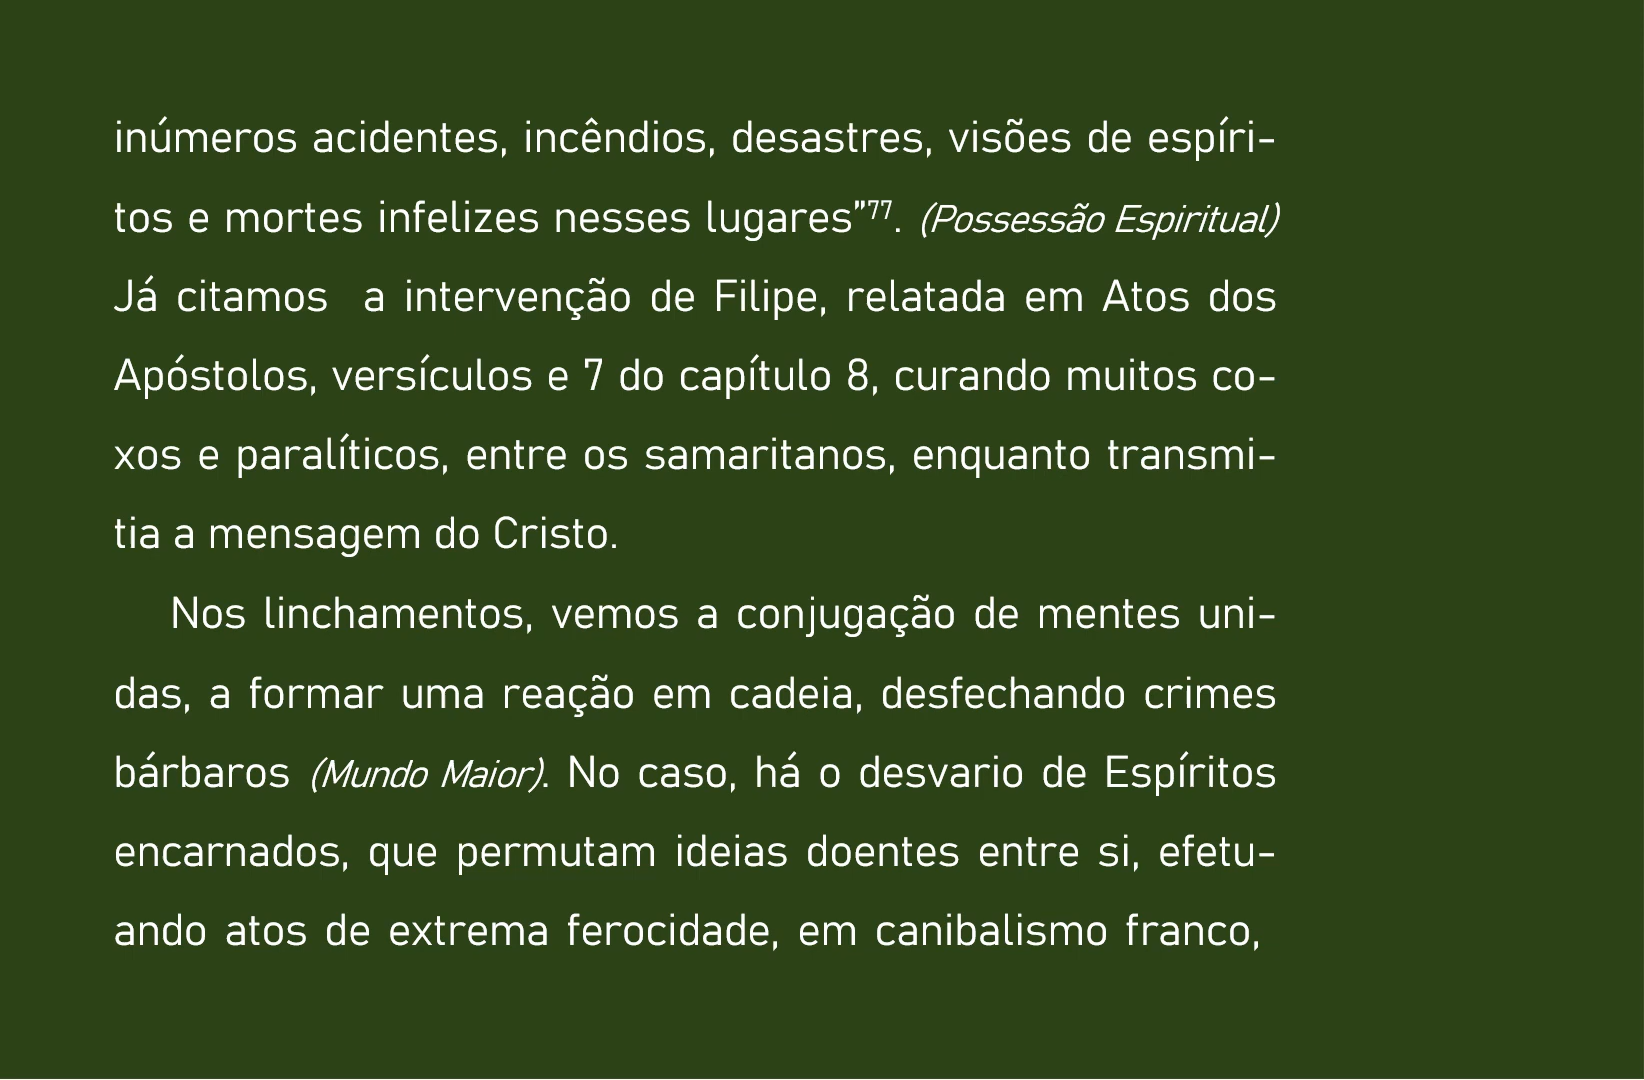 inúmeros acidentes, incêndios, desastres, visões de espíri-
tos e mortes infelizes nesses lugares”⁷⁷. (Possessão Espiritual)
Já citamos  a intervenção de Filipe, relatada em Atos dos
Apóstolos, versículos e 7 do capítulo 8, curando muitos co-
xos e paralíticos, entre os samaritanos, enquanto transmi-
tia a mensagem do Cristo.
Nos linchamentos, vemos a conjugação de mentes uni-
das, a formar uma reação em cadeia, desfechando crimes
bárbaros (Mundo Maior). No caso, há o desvario de Espíritos
encarnados, que permutam ideias doentes entre si, efetu-
ando atos de extrema ferocidade, em canibalismo franco,